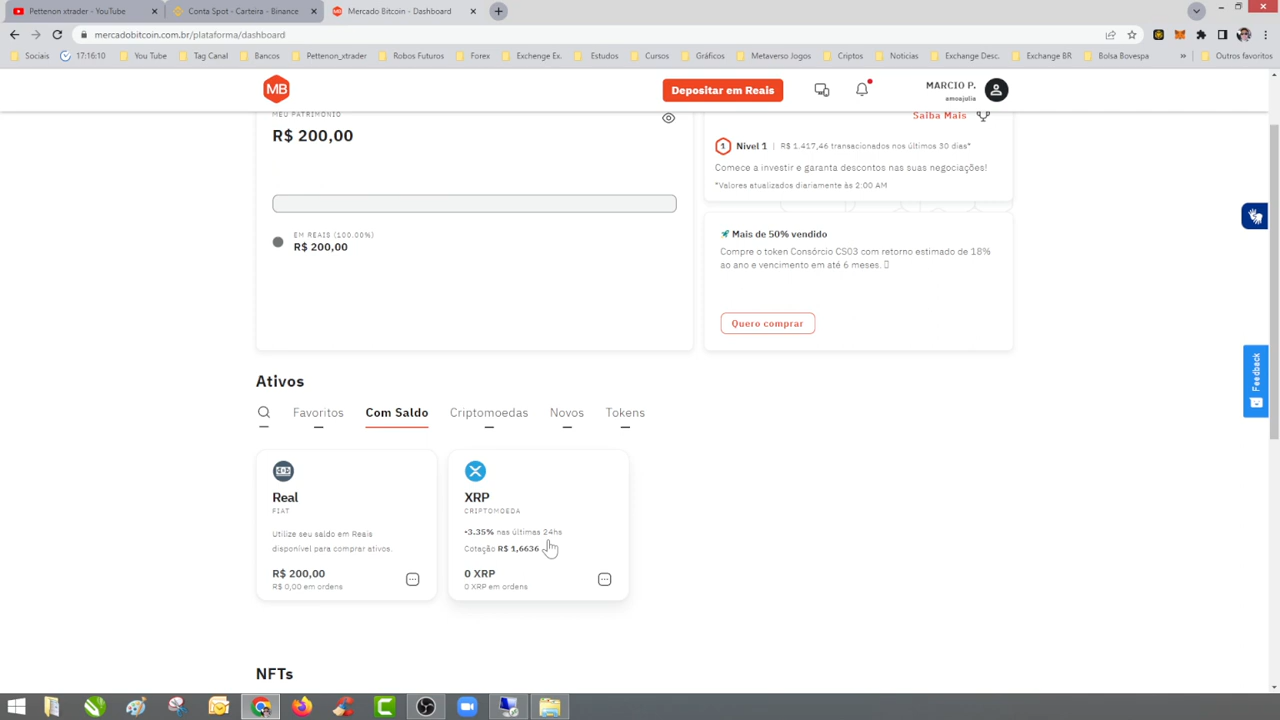 Pettenon xtrader - YouTube
Conta Spot - Carteira - Binance
Mercado Bitcoin - Dashboard
mercadobitcoin.com.br/plataforma/dashboard
Sociais
17:16:10
You Tube
Tag Canal
Bancos
Pettenon_xtrader
Robos Futuros
Forex
Exchange Ex.
Estudos
Cursos
Gráficos
Metaverso Jogos
Criptos
Noticias
Exchange Desc.
Exchange BR
Bolsa Bovespa
»
Outros favoritos
MB
Depositar em Reais
MARCIO P.
amoajulio
MEU PATRIMÔNIO
R$ 200,00
EM REAIS (100.00%)
R$ 200,00
Saiba Mais
1 Nível 1 | R$ 1.417,46 transacionados nos últimos 30 dias*
Comece a investir e garanta descontos nas suas negociações!
*Valores atualizados diariamente às 2:00 AM
Mais de 50% vendido
Compre o token Consórcio CS03 com retorno estimado de 18%
ao ano e vencimento em até 6 meses.
Quero comprar
Feedback
Ativos
Favoritos
Com Saldo
Criptomoedas
Novos
Tokens
Real
FIAT
Utilize seu saldo em Reais
disponível para comprar ativos.
R$ 200,00
R$ 0,00 em ordens
XRP
CRIPTOMOEDA
-3.35% nas últimas 24hs
Cotação R$ 1,6636
0 XRP
0 XRP em ordens
NFTs